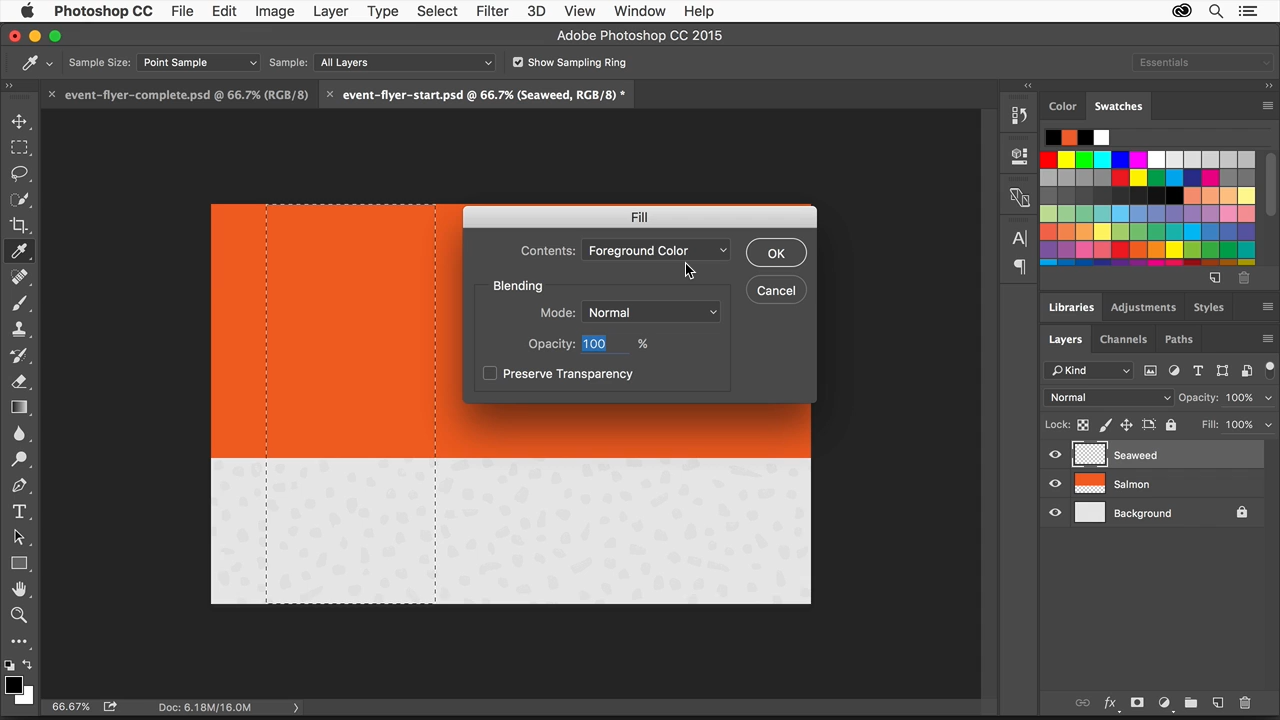 Photoshop CC File Edit Image Layer Type Select Filter 3D View Window Help
Adobe Photoshop CC 2015
Sample Size: Point Sample Sample: All Layers Show Sampling Ring Essentials
event-flyer-complete.psd @ 66.7% (RGB/8) event-flyer-start.psd @ 66.7% (Seaweed, RGB/8) *
Color Swatches
Fill
Contents: Foreground Color OK
Blending Cancel
Mode: Normal
Opacity: 100 %
Preserve Transparency
Libraries Adjustments Styles
Layers Channels Paths
Kind
Normal Opacity: 100%
Lock: Fill: 100%
Seaweed
Salmon
Background
66.67% Doc: 6.18M/16.0M